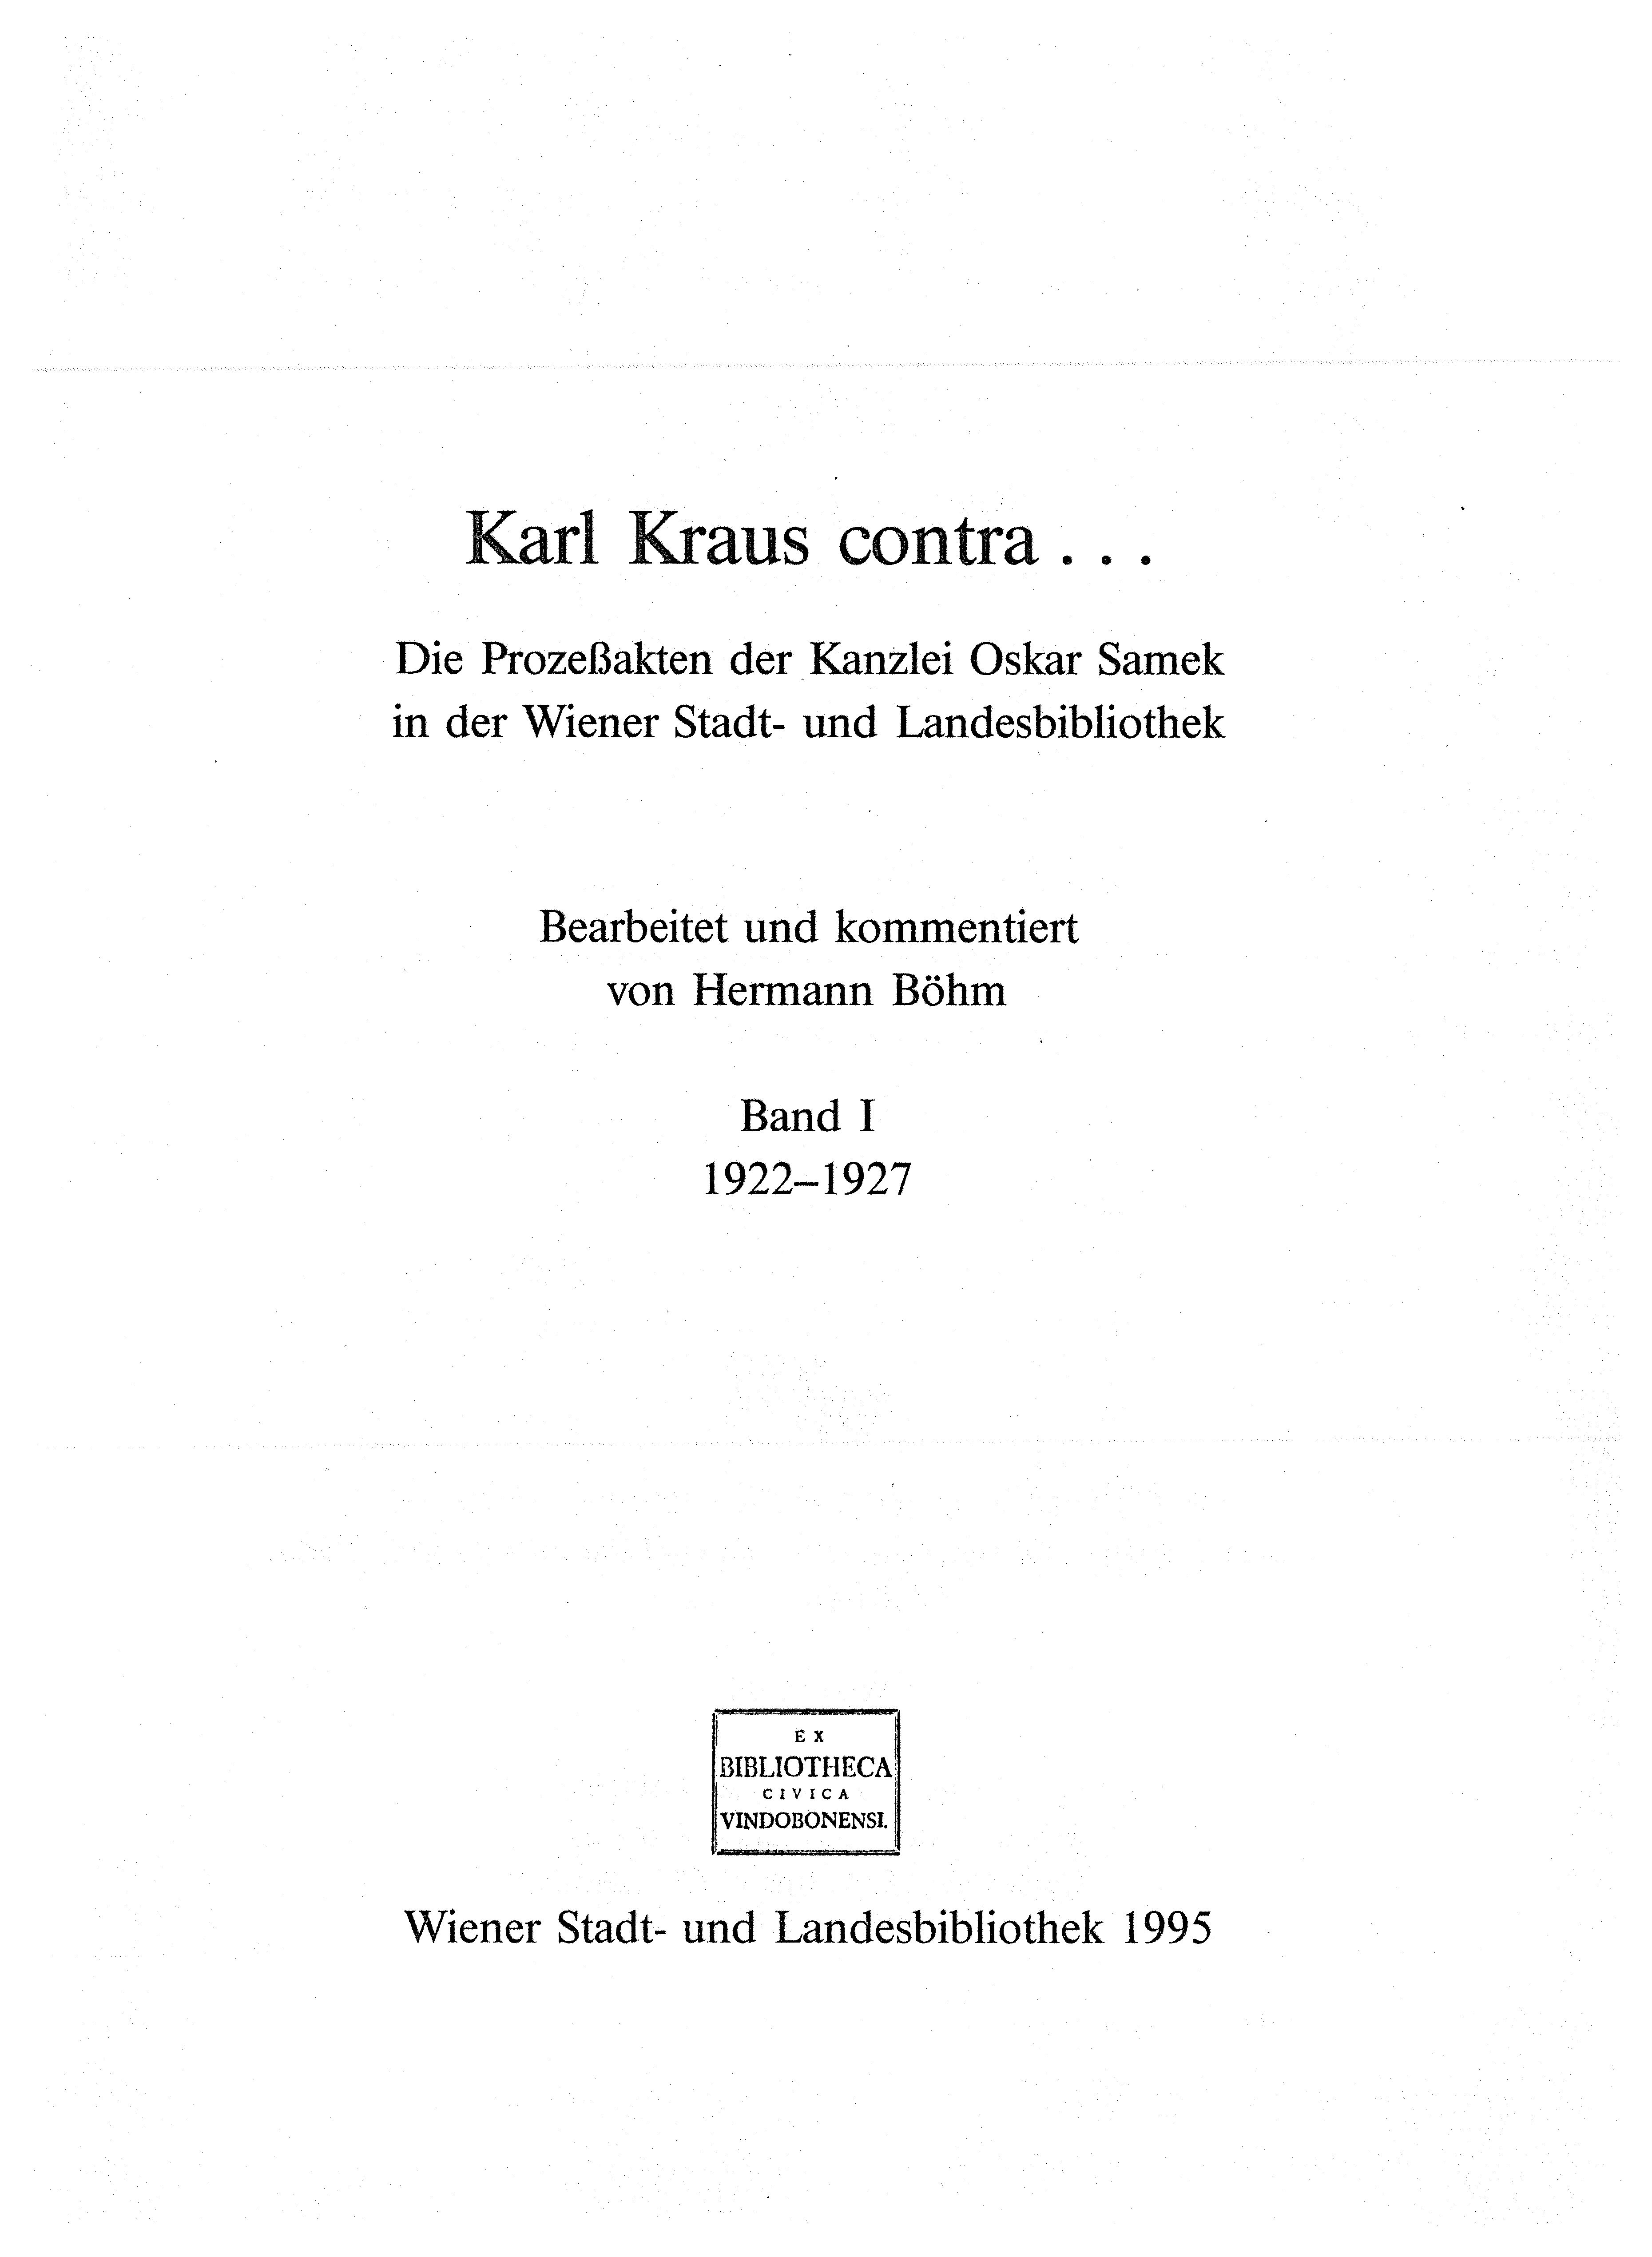 Karl Kraus contra . . .
Die Prozeßakten der Kanzlei Oskar Samek
in der Wiener Stadt- und Landesbibliothek
Bearbeitet und kommentiert
von Hermann Böhm
Band I
1922–1927
EX
BIBLIOTHECA
CIVICA
VINDOBONENSI.
Wiener Stadt- und Landesbibliothek 1995